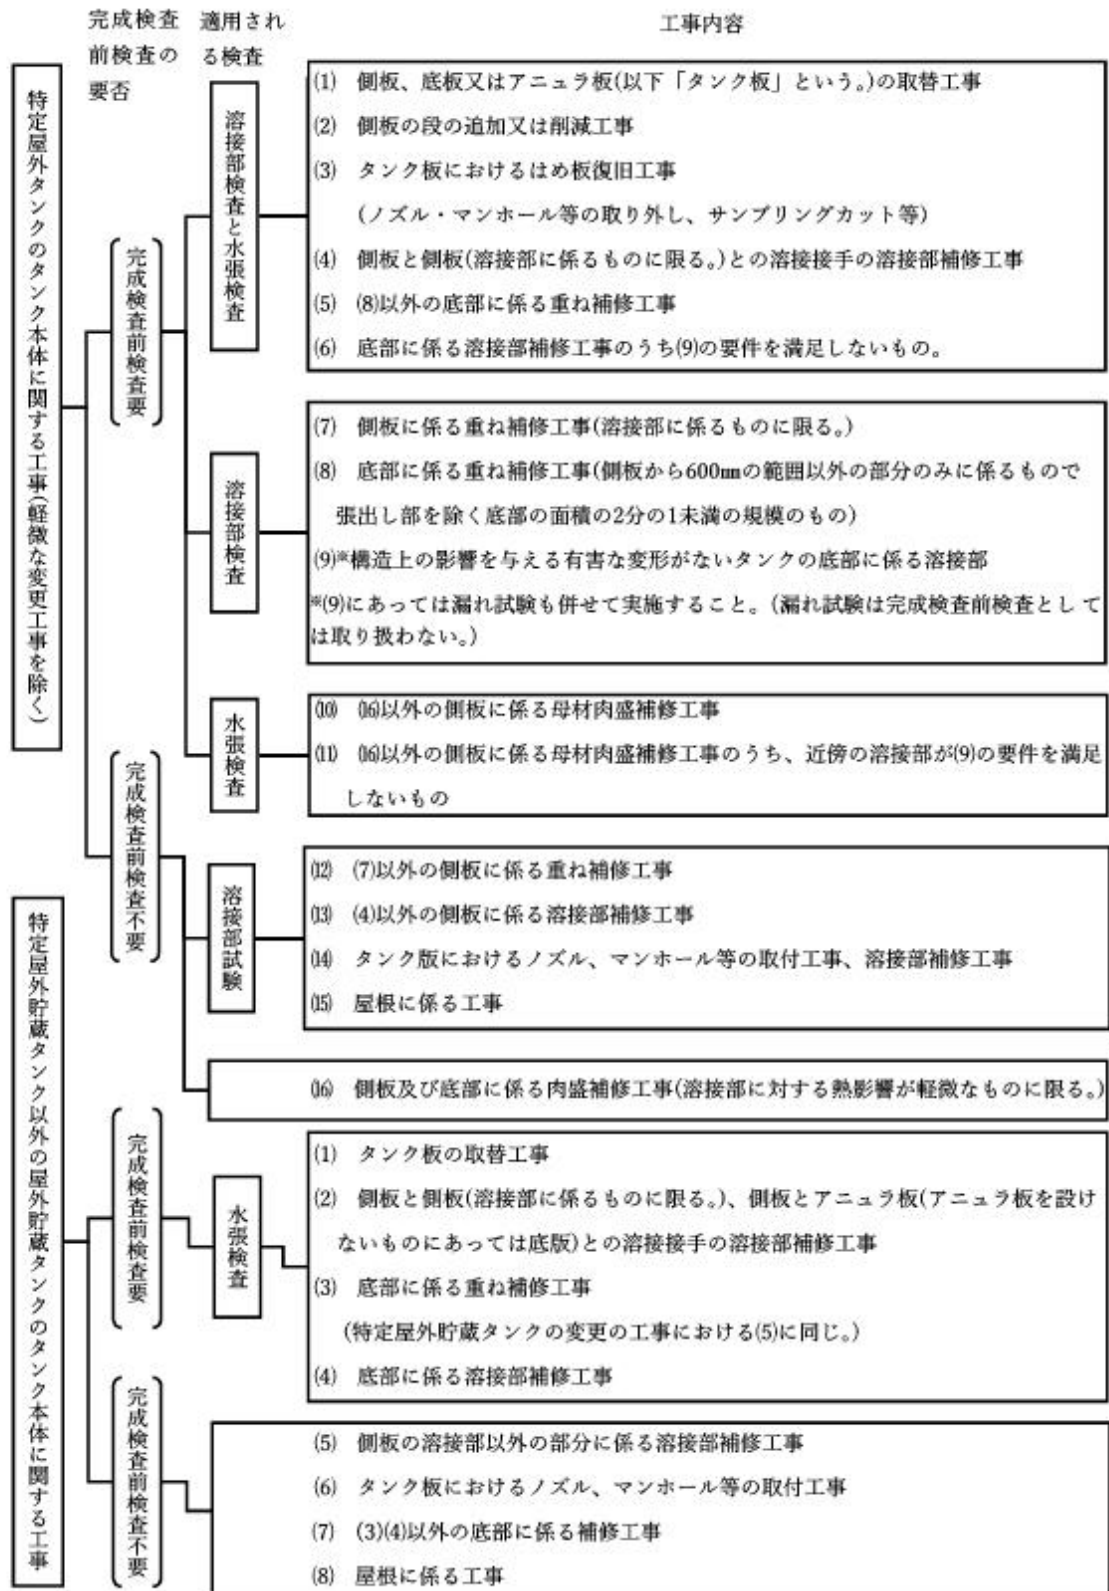 完成検査
前検査の
要否
適用され
る検査
工事内容
特定屋外タンクのタンク本体に関する工事(軽微な変更工事を除く)
完成検査前検査要
溶接部検査と水張検査
(1) 側板、底板又はアニュラ板(以下「タンク板」という。)の取替工事
(2) 側板の段の追加又は削減工事
(3) タンク板におけるはめ板復旧工事
(ノズル・マンホール等の取り外し、サンプリングカット等)
(4) 側板と側板(溶接部に係るものに限る。)との溶接接手の溶接部補修工事
(5) (8)以外の底部に係る重ね補修工事
(6) 底部に係る溶接部補修工事のうち(9)の要件を満足しないもの。
溶接部検査
(7) 側板に係る重ね補修工事(溶接部に係るものに限る。)
(8) 底部に係る重ね補修工事(側板から600㎜の範囲以外の部分のみに係るもので
張出し部を除く底部の面積の2分の1未満の規模のもの)
(9)※構造上の影響を与える有害な変形がないタンクの底部に係る溶接部
※(9)にあっては漏れ試験も併せて実施すること。(漏れ試験は完成検査前検査として
は取り扱わない。)
水張検査
(10) (16)以外の側板に係る母材肉盛補修工事
(11) (16)以外の側板に係る母材肉盛補修工事のうち、近傍の溶接部が(9)の要件を満足
しないもの
完成検査前検査不要
溶接部試験
(12) (7)以外の側板に係る重ね補修工事
(13) (4)以外の側板に係る溶接部補修工事
(14) タンク版におけるノズル、マンホール等の取付工事、溶接部補修工事
(15) 屋根に係る工事
(16) 側板及び底部に係る肉盛補修工事(溶接部に対する熱影響が軽微なものに限る。)
特定屋外貯蔵タンク以外の屋外貯蔵タンクのタンク本体に関する工事
完成検査前検査要
水張検査
(1) タンク板の取替工事
(2) 側板と側板(溶接部に係るものに限る。)、側板とアニュラ板(アニュラ板を設け
ないものにあっては底版)との溶接接手の溶接部補修工事
(3) 底部に係る重ね補修工事
(特定屋外貯蔵タンクの変更の工事における(5)に同じ。)
(4) 底部に係る溶接部補修工事
完成検査前検査不要
(5) 側板の溶接部以外の部分に係る溶接部補修工事
(6) タンク板におけるノズル、マンホール等の取付工事
(7) (3)(4)以外の底部に係る補修工事
(8) 屋根に係る工事